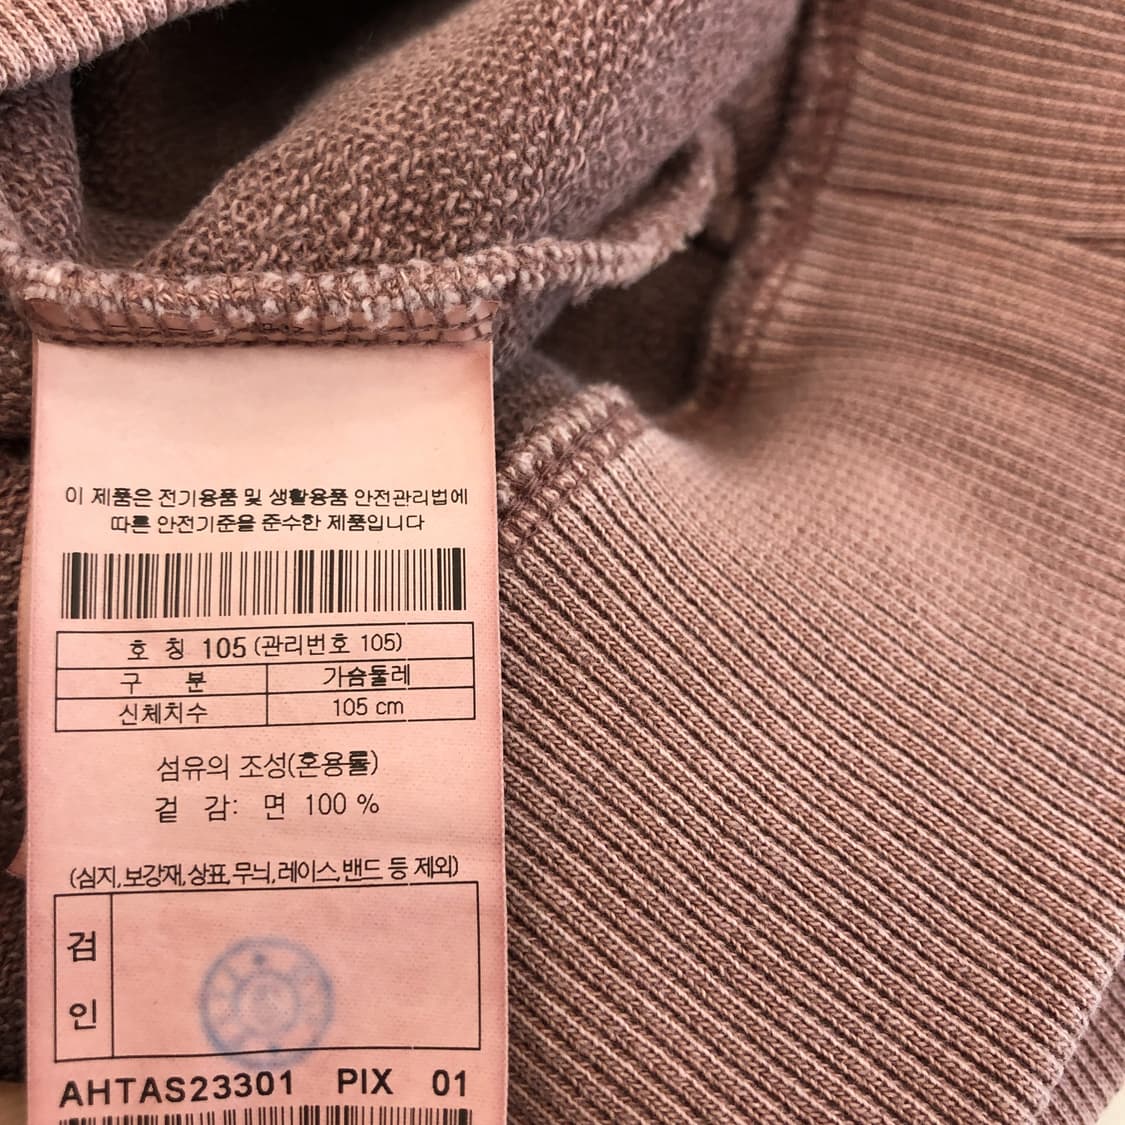 이 제품은 전기용품 및 생활용품 안전관리법에
따른 안전기준을 준수한 제품입니다
호 칭 105 (관리번호 105)
구 분 가슴둘레
신체치수 105 cm
섬유의 조성(혼용률)
겉 감: 면 100 %
(심지,보강재,상표,무늬,레이스,밴드 등 제외)
검
인
AHTAS23301 PIX 01